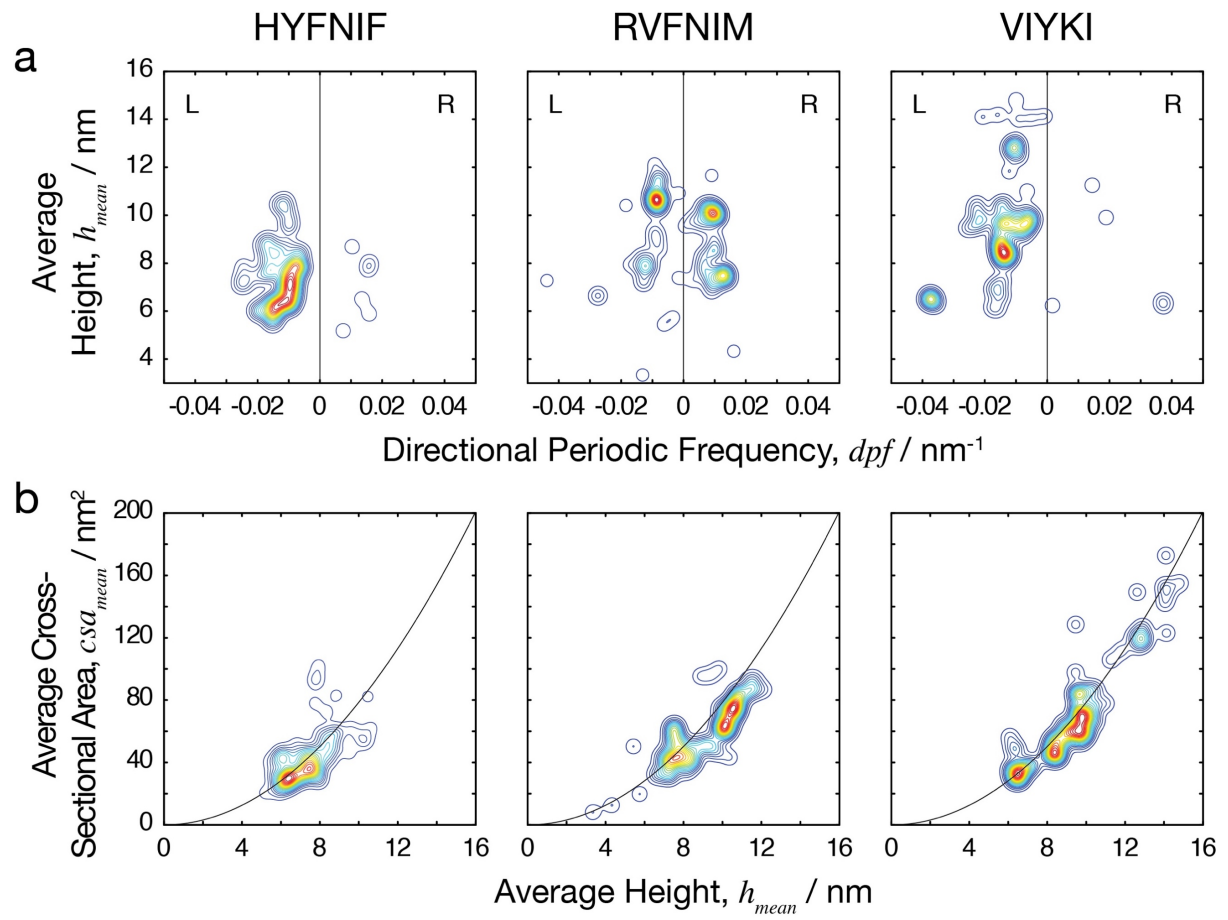 HYFNIF RVFNIM VIYKI
a
Average
Height, h_mean / nm
16
14
12
10
8
6
4
L R
L R
L R
-0.04 -0.02 0 0.02 0.04
-0.04 -0.02 0 0.02 0.04
-0.04 -0.02 0 0.02 0.04
Directional Periodic Frequency, dpf / nm⁻¹
b
Average Cross-
Sectional Area, csa_mean / nm²
200
160
120
80
40
0
0 4 8 12 16
0 4 8 12 16
0 4 8 12 16
Average Height, h_mean / nm